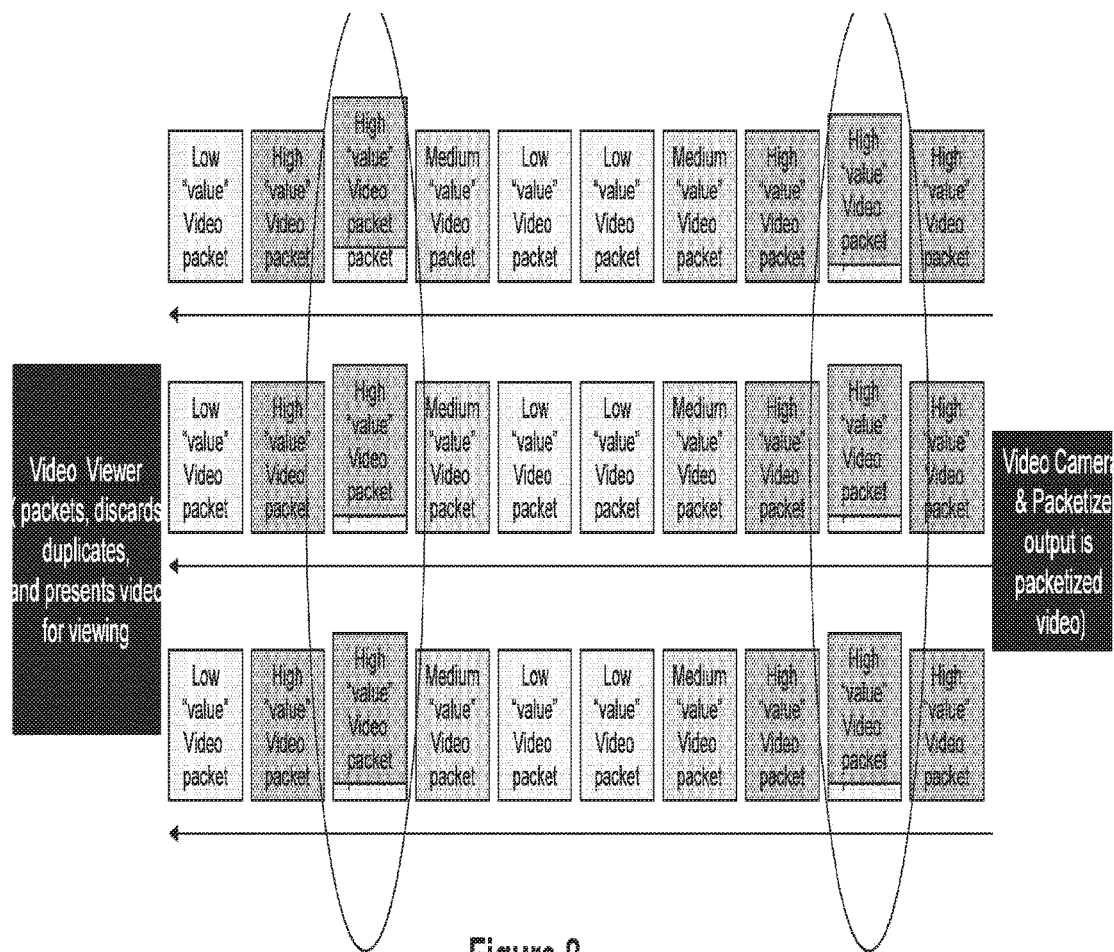 Low "value" Video packet
High "value" Video packet
High "value" Video packet packet
Medium "value" Video packet
Low "value" Video packet
Low "value" Video packet
Medium "value" Video packet
High "value" Video packet
High "value" Video packet
High "value" Video packet
Video Viewer
( packets, discards
duplicates,
and presents video
for viewing
Low "value" Video packet
High "value" Video packet
High "value" Video packet
Medium "value" Video packet
Low "value" Video packet
Low "value" Video packet
Medium "value" Video packet
High "value" Video packet
High "value" Video packet
High "value" Video packet
Video Camera
& Packetize
output is
packetized
video)
Low "value" Video packet
High "value" Video packet
High "value" Video packet
Medium "value" Video packet
Low "value" Video packet
Low "value" Video packet
Medium "value" Video packet
High "value" Video packet
High "value" Video packet
High "value" Video packet
Figure